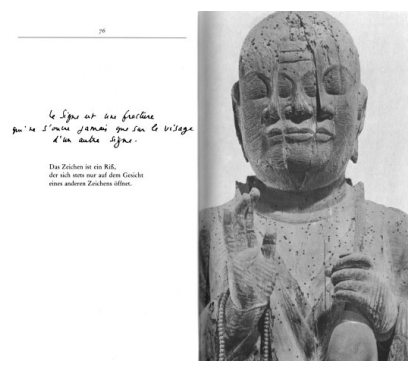 76
Le signe est une fracture
qui ne s'ouvre jamais que sur le visage
d'un autre signe.
Das Zeichen ist ein Riß,
der sich stets nur auf dem Gesicht
eines anderen Zeichens öffnet.